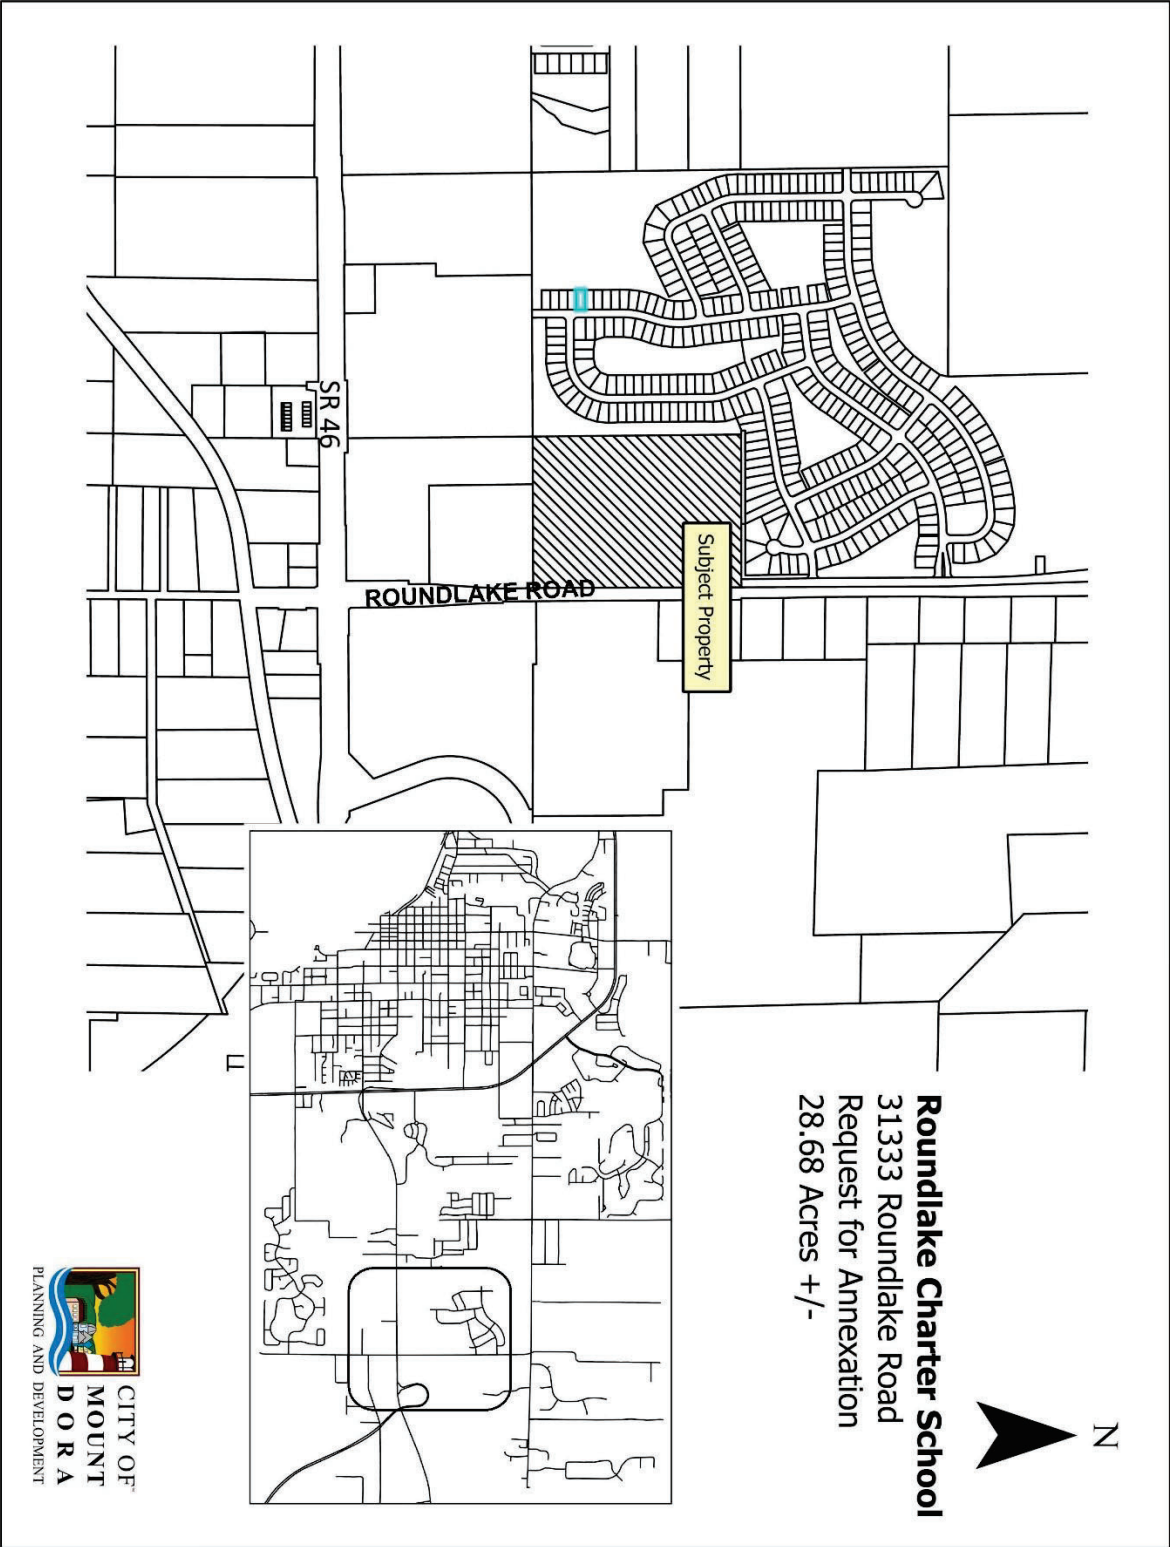 N
Roundlake Charter School
31333 Roundlake Road
Request for Annexation
28.68 Acres +/-
Subject Property
ROUNDLAKE ROAD
SR 46
CITY OF
MOUNT
DORA
PLANNING AND DEVELOPMENT